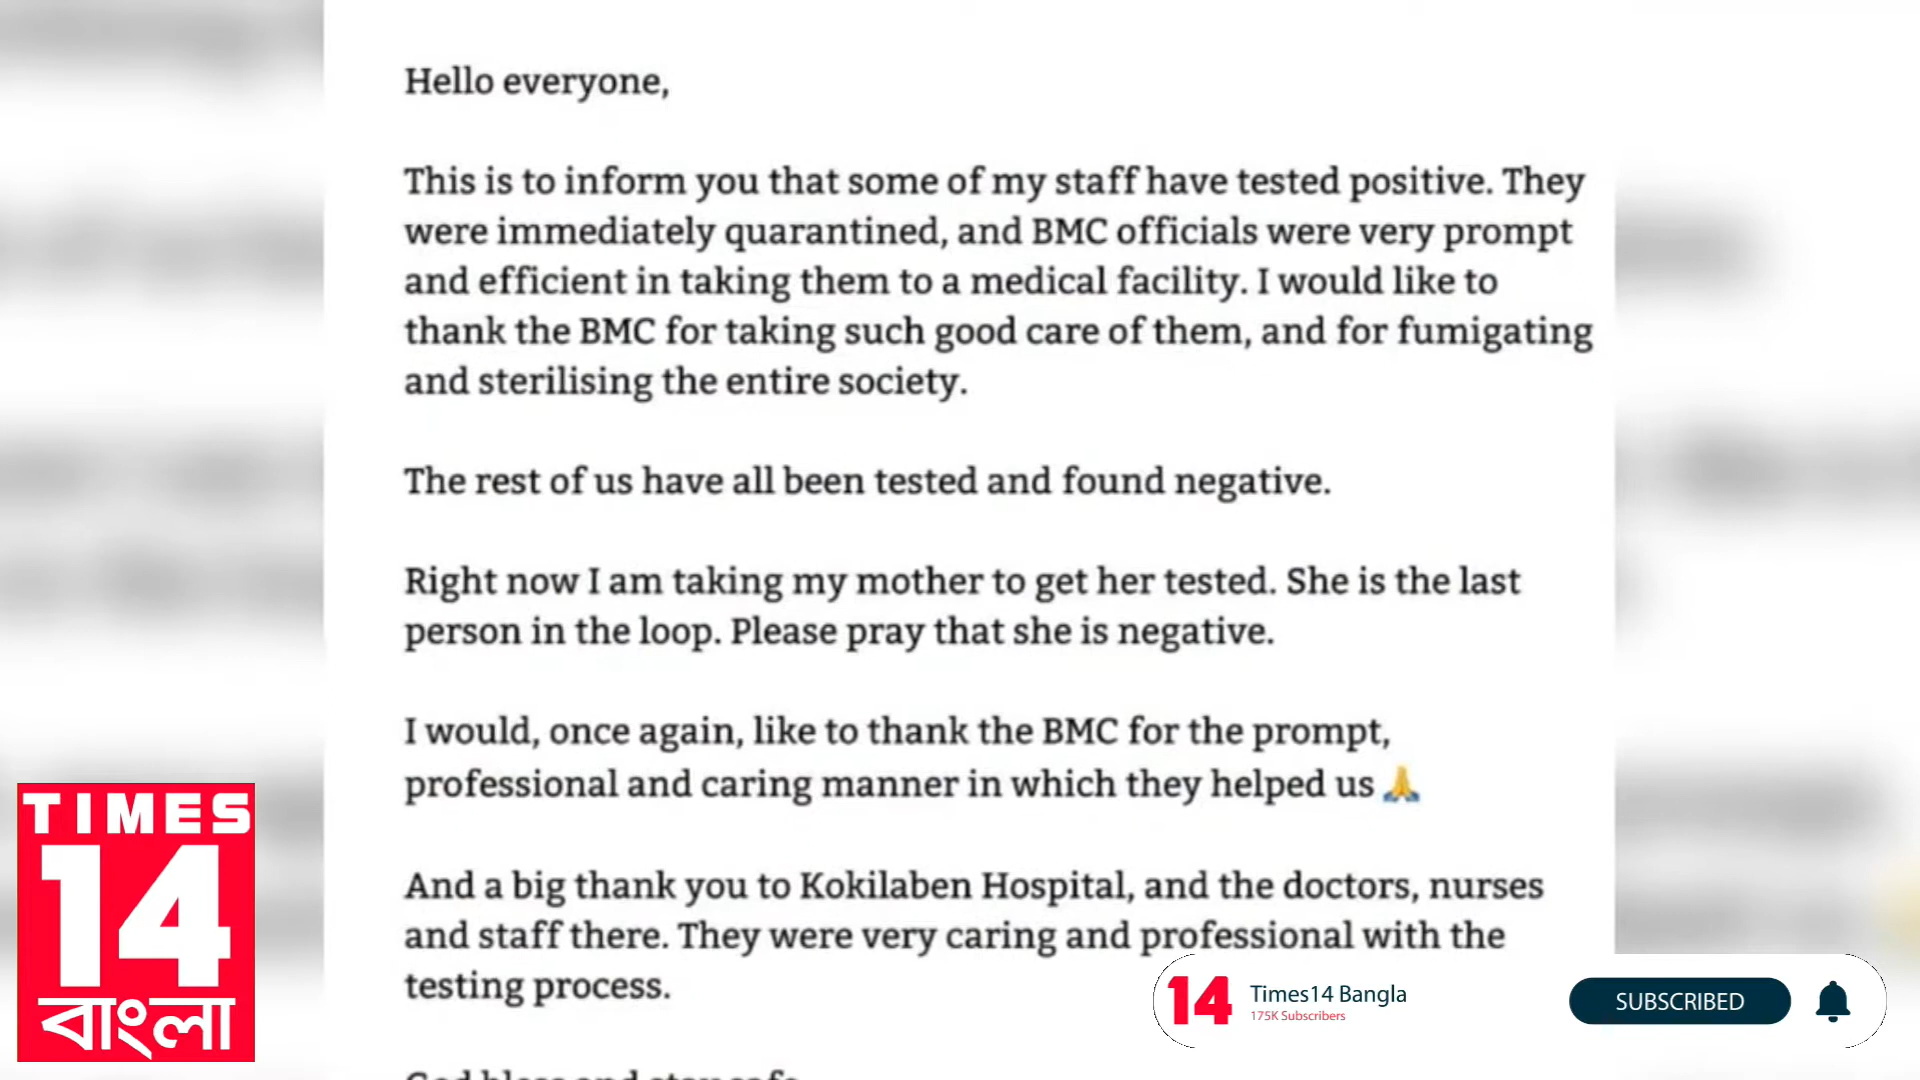 Hello everyone,
This is to inform you that some of my staff have tested positive. They
were immediately quarantined, and BMC officials were very prompt
and efficient in taking them to a medical facility. I would like to
thank the BMC for taking such good care of them, and for fumigating
and sterilising the entire society.
The rest of us have all been tested and found negative.
Right now I am taking my mother to get her tested. She is the last
person in the loop. Please pray that she is negative.
I would, once again, like to thank the BMC for the prompt,
professional and caring manner in which they helped us 🙏
And a big thank you to Kokilaben Hospital, and the doctors, nurses
and staff there. They were very caring and professional with the
testing process.
God bless and stay safe
TIMES
14
বাংলা
14
Times14 Bangla
175K Subscribers
SUBSCRIBED